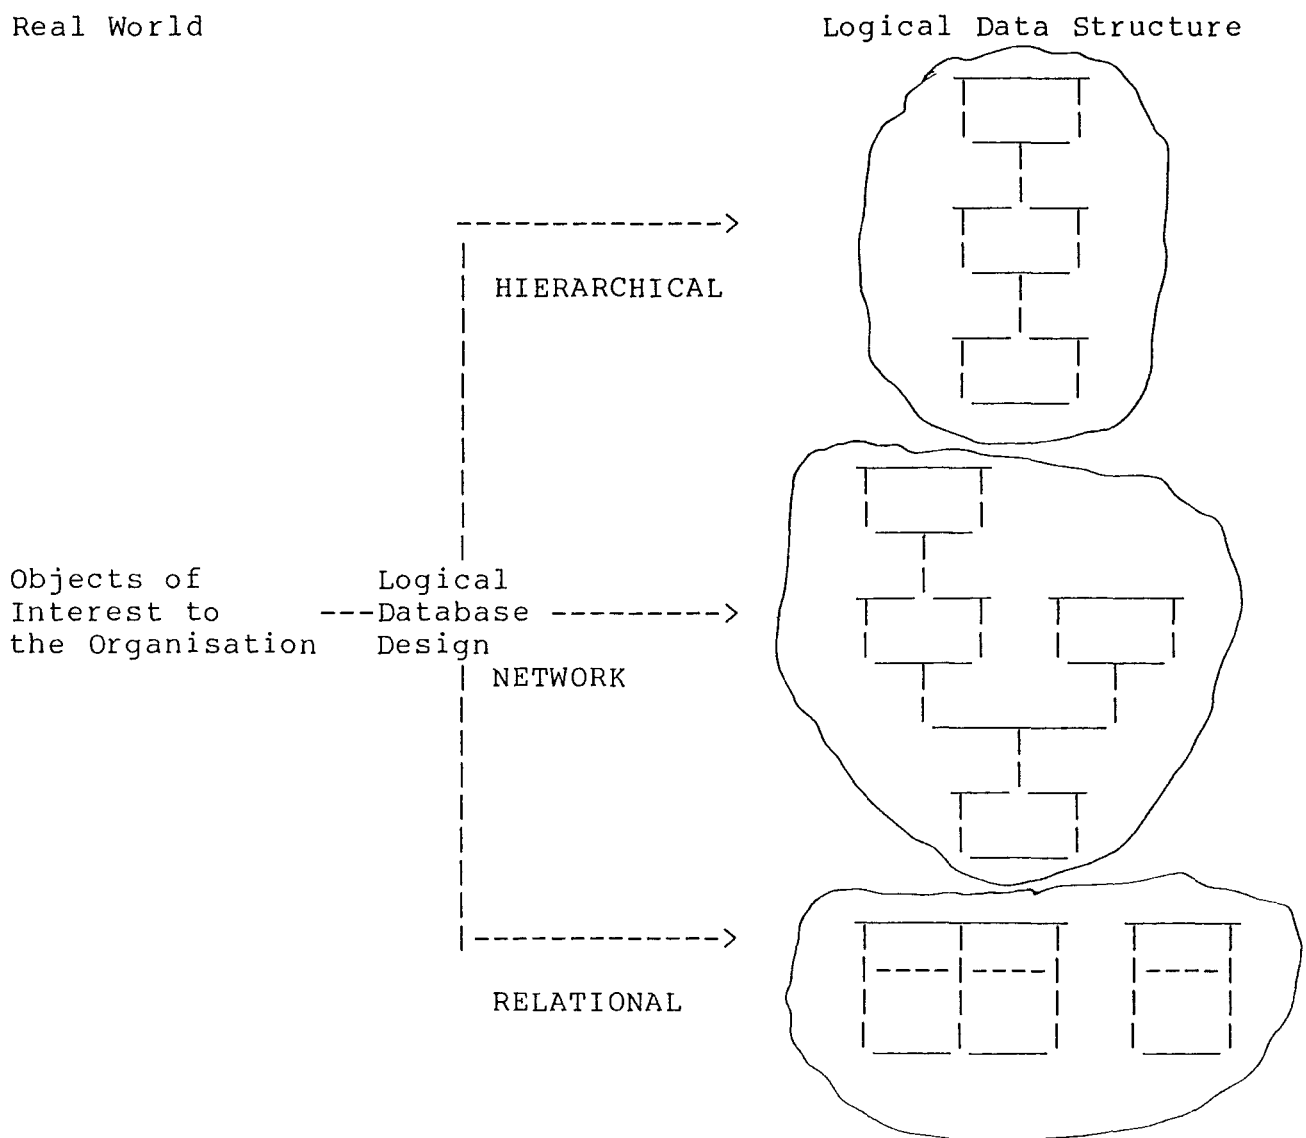 Real World
Logical Data Structure
HIERARCHICAL
Objects of
Interest to
the Organisation
Logical
Database
Design
NETWORK
RELATIONAL